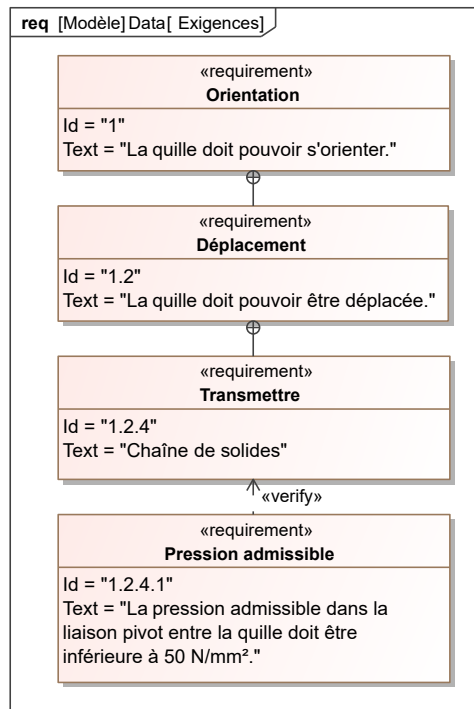 req [Modèle] Data[ Exigences]
«requirement»
Orientation
Id = "1"
Text = "La quille doit pouvoir s'orienter."
«requirement»
Déplacement
Id = "1.2"
Text = "La quille doit pouvoir être déplacée."
«requirement»
Transmettre
Id = "1.2.4"
Text = "Chaîne de solides"
«verify»
«requirement»
Pression admissible
Id = "1.2.4.1"
Text = "La pression admissible dans la
liaison pivot entre la quille doit être
inférieure à 50 N/mm²."